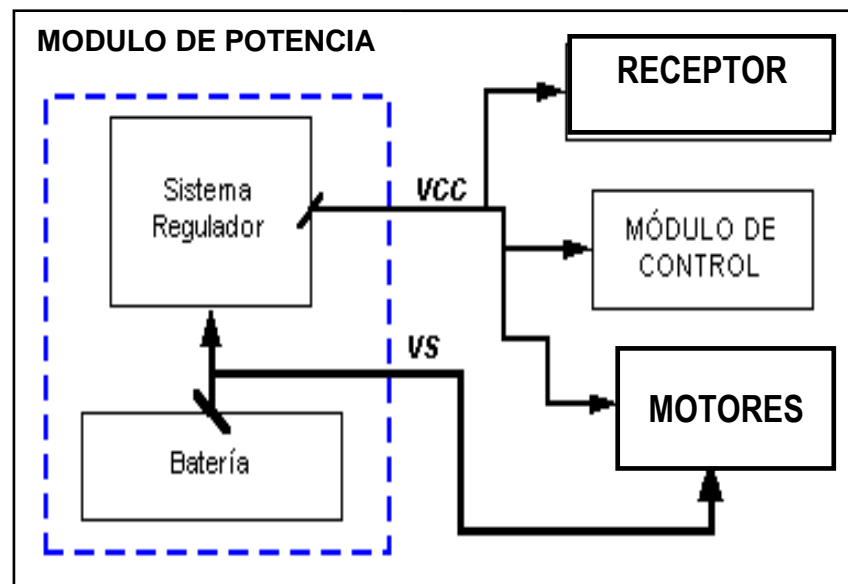 MODULO DE POTENCIA
RECEPTOR
Sistema
Regulador
VCC
MÓDULO DE
CONTROL
VS
MOTORES
Batería